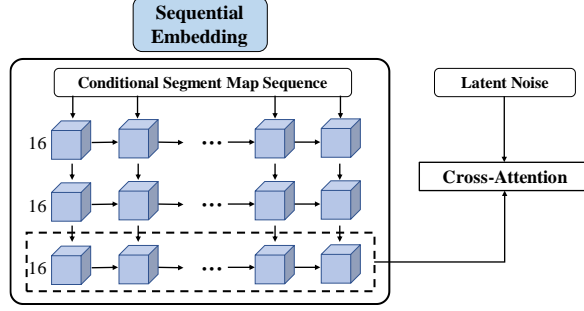 Sequential
Embedding
Conditional Segment Map Sequence
Latent Noise
16
...
Cross-Attention
16
...
16
...